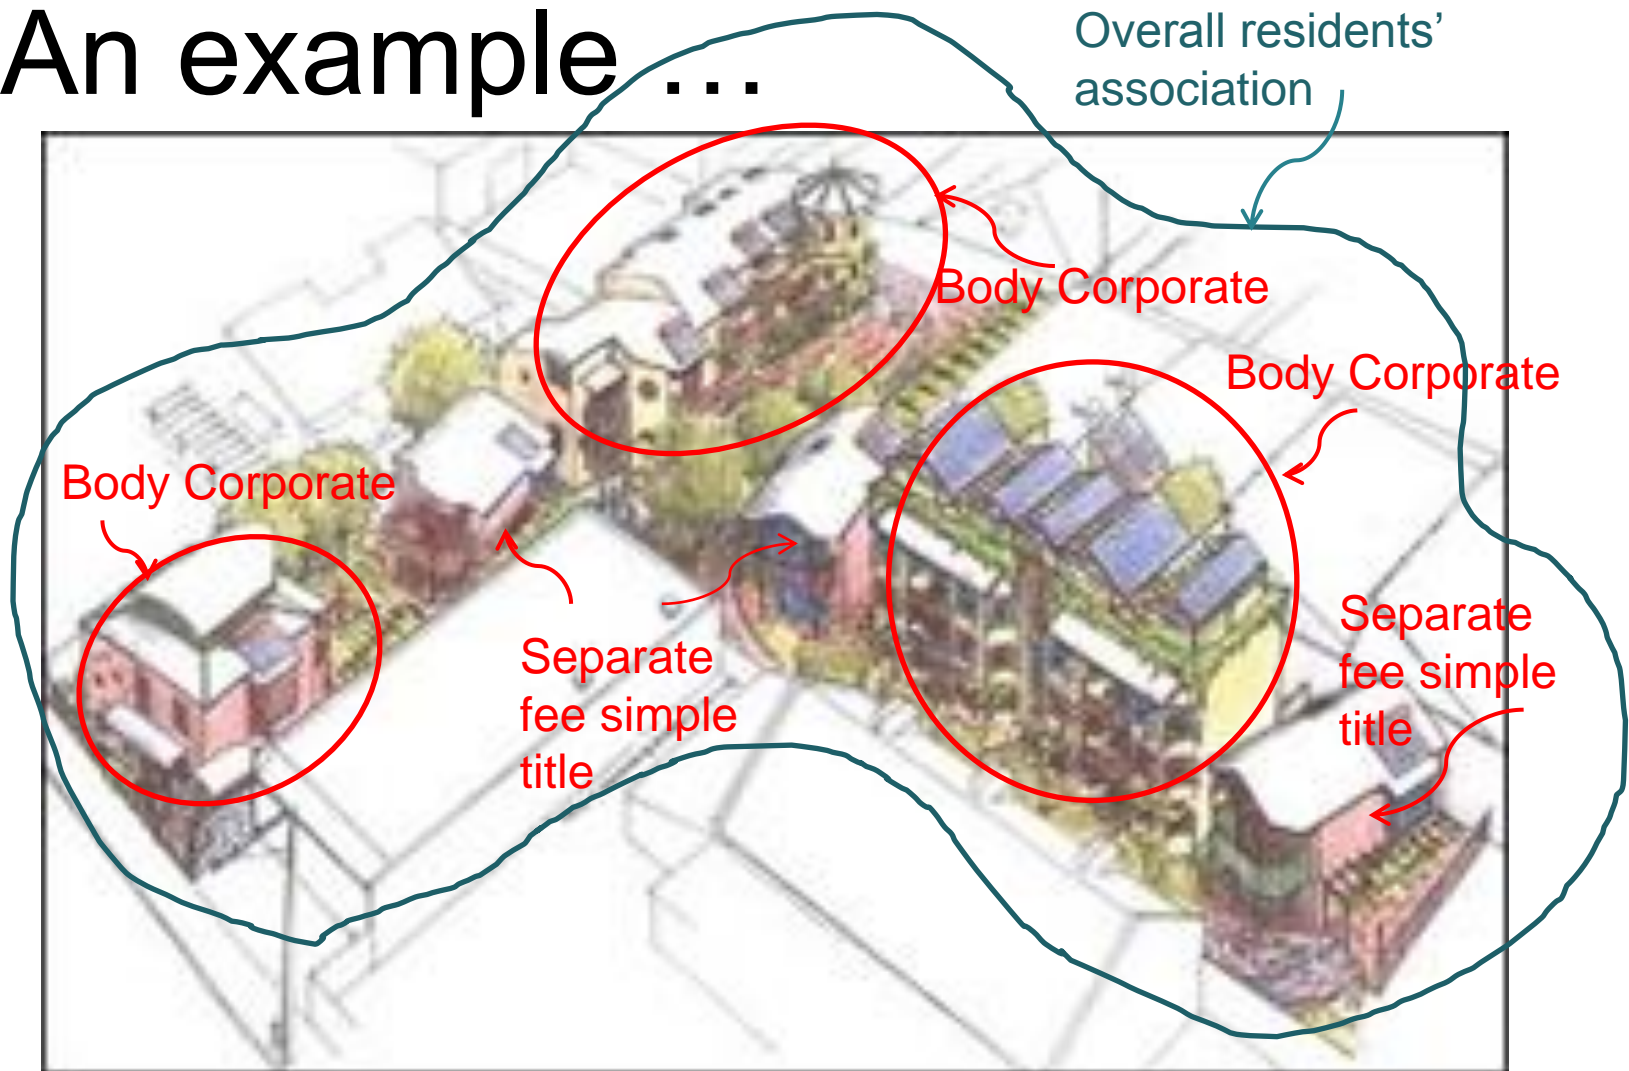 An example …
Overall residents’
association
Body Corporate
Body Corporate
Body Corporate
Separate
fee simple
title
Separate
fee simple
title